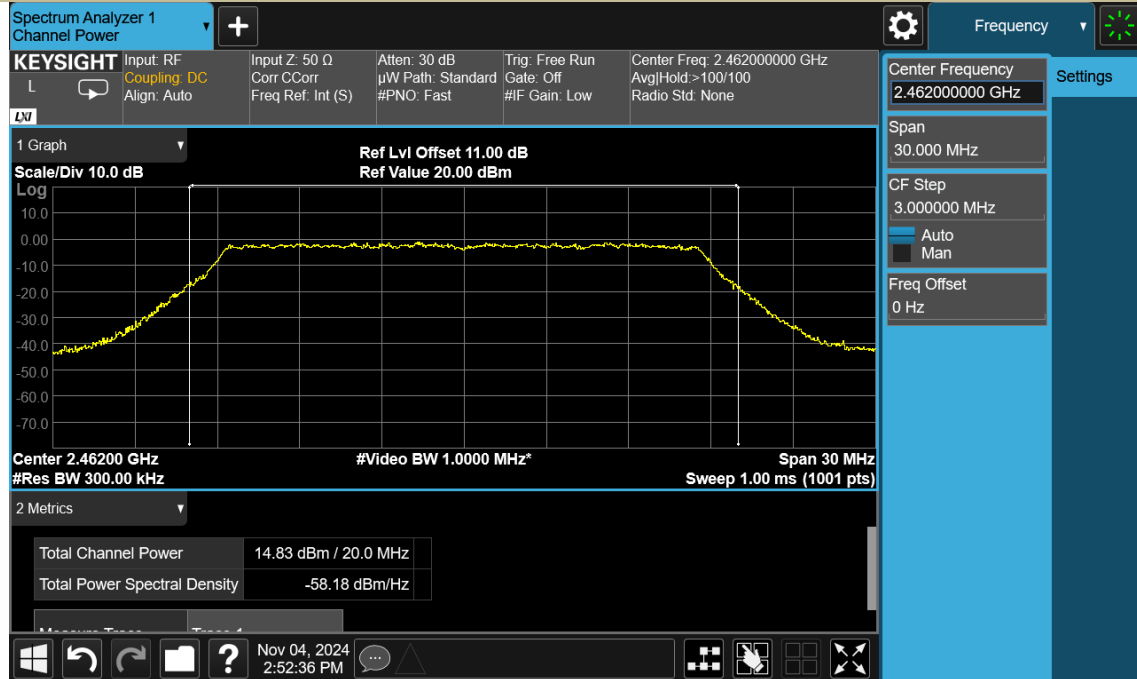 Spectrum Analyzer 1
Channel Power
Frequency
KEYSIGHT
L
LXI
Input: RF
Coupling: DC
Align: Auto
Input Z: 50 Ω
Corr CCorr
Freq Ref: Int (S)
Atten: 30 dB
µW Path: Standard
#PNO: Fast
Trig: Free Run
Gate: Off
#IF Gain: Low
Center Freq: 2.462000000 GHz
Avg|Hold:>100/100
Radio Std: None
Center Frequency
2.462000000 GHz
Settings
Span
30.000 MHz
CF Step
3.000000 MHz
Auto
Man
Freq Offset
0 Hz
1 Graph
Scale/Div 10.0 dB
Ref Lvl Offset 11.00 dB
Ref Value 20.00 dBm
Log
10.0
0.00
-10.0
-20.0
-30.0
-40.0
-50.0
-60.0
-70.0
Center 2.46200 GHz
#Video BW 1.0000 MHz*
Span 30 MHz
#Res BW 300.00 kHz
Sweep 1.00 ms (1001 pts)
2 Metrics
Total Channel Power 14.83 dBm / 20.0 MHz
Total Power Spectral Density -58.18 dBm/Hz
Measure Trace Trace 1
?
Nov 04, 2024
2:52:36 PM